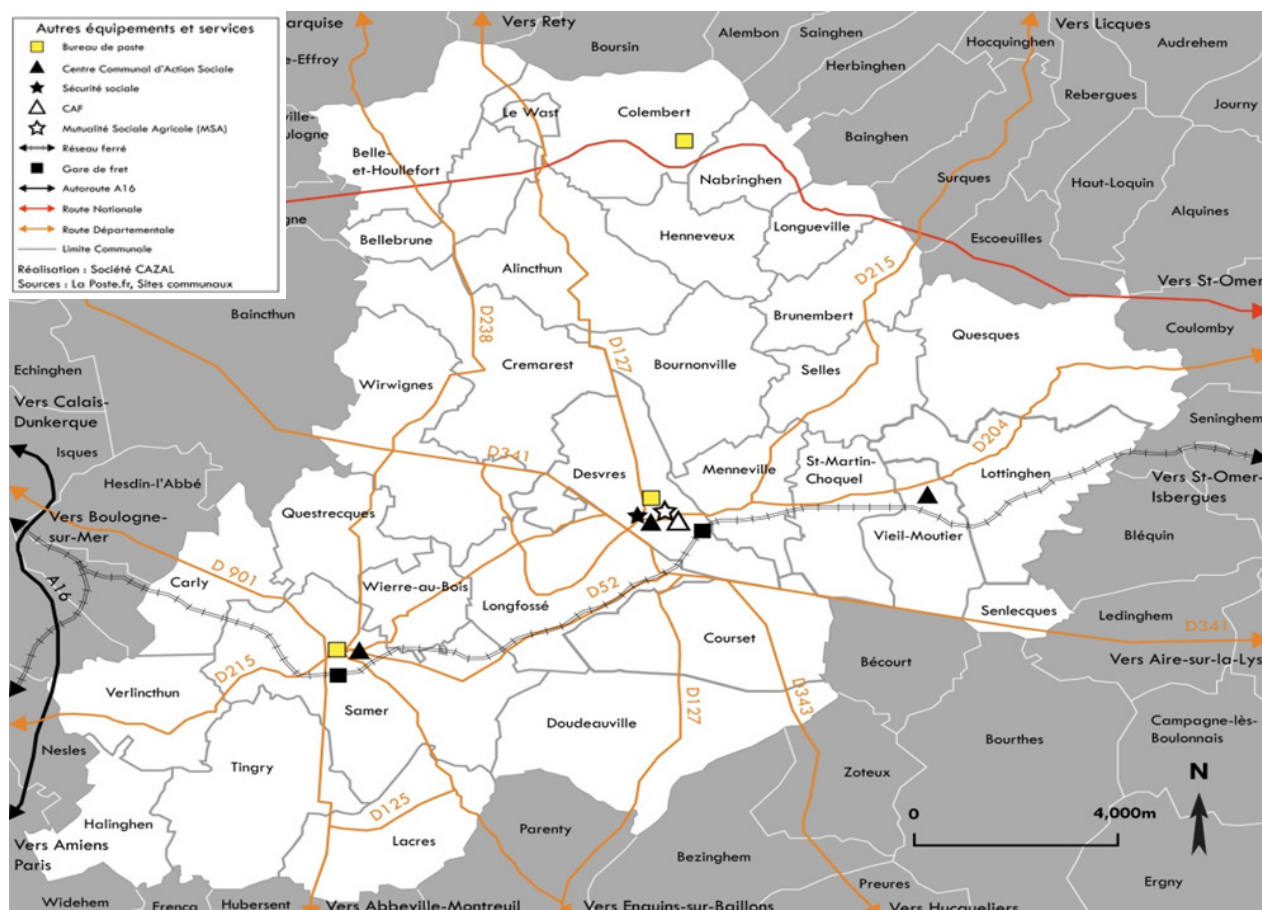 Autres équipements et services
Bureau de poste
Centre Communal d'Action Sociale
Sécurité sociale
CAF
Mutualité Sociale Agricole (MSA)
Réseau ferré
Gare de fret
Autoroute A16
Route Nationale
Route Départementale
Limite Communale
Réalisation : Société CAZAL
Sources : La Poste.fr, Sites communaux
Vers Rety
Vers Licques
Boursin
Alembon
Sainghen
Herbinghen
Hocquinghen
Audrehem
Rebergues
Journy
Bainghen
Surques
Haut-Loquin
Alquines
Escoeuilles
Vers St-Omer
Coulomby
Le Wast
Colembert
Belle-
et-Houllefort
Nabringhen
Bellebrune
Henneveux
Longueville
Alincthun
D215
Baincthun
D238
Brunembert
Quesques
D127
Cremarest
Bournonville
Selles
Wirwignes
Echinghen
Vers Calais-
Dunkerque
Isques
Seninghem
D204
D341
Desvres
Menneville
St-Martin-
Choquel
Lottinghen
Vers St-Omer-
Isbergues
Hesdin-l'Abbé
Questrecques
Vers Boulogne-
sur-Mer
Vieil-Moutier
Bléquin
D 901
A16
Carly
Wierre-au-Bois
D52
Longfossé
Senlecques
Ledinghem
D341
Courset
Bécourt
Vers Aire-sur-la-Lys
D215
Verlincthun
Samer
Doudeauville
D127
D343
Campagne-lès-
Boulonnais
Nesles
Tingry
Bourthes
Zoteux
N
D125
0
4,000m
Halinghen
Lacres
Parenty
Vers Amiens
Paris
Bezinghem
Preures
Ergny
Widehem
Frencq
Hubersent
Vers Abbeville-Montreuil
Vers Enquins-sur-Baillons
Vers Hucqueliers